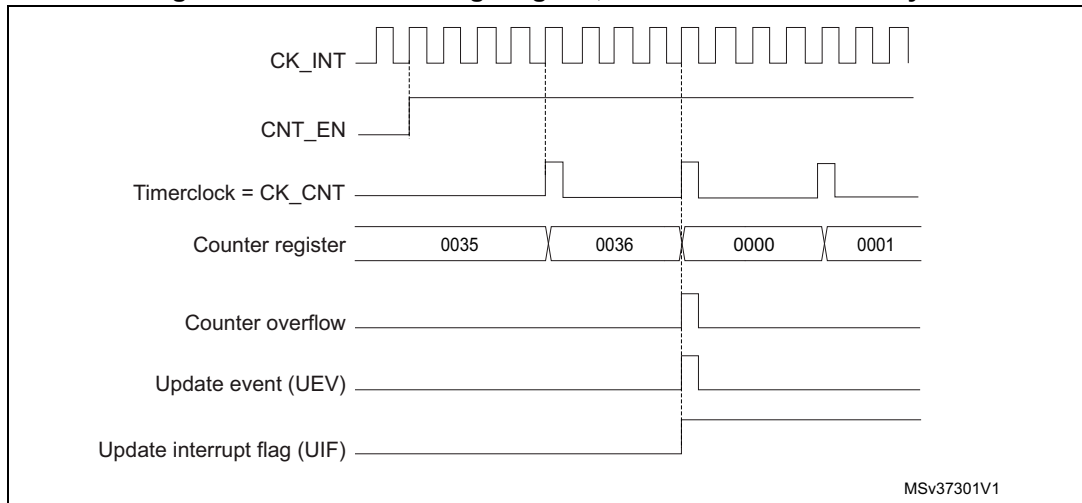 CK_INT
CNT_EN
Timerclock = CK_CNT
Counter register 0035 0036 0000 0001
Counter overflow
Update event (UEV)
Update interrupt flag (UIF)
MSv37301V1